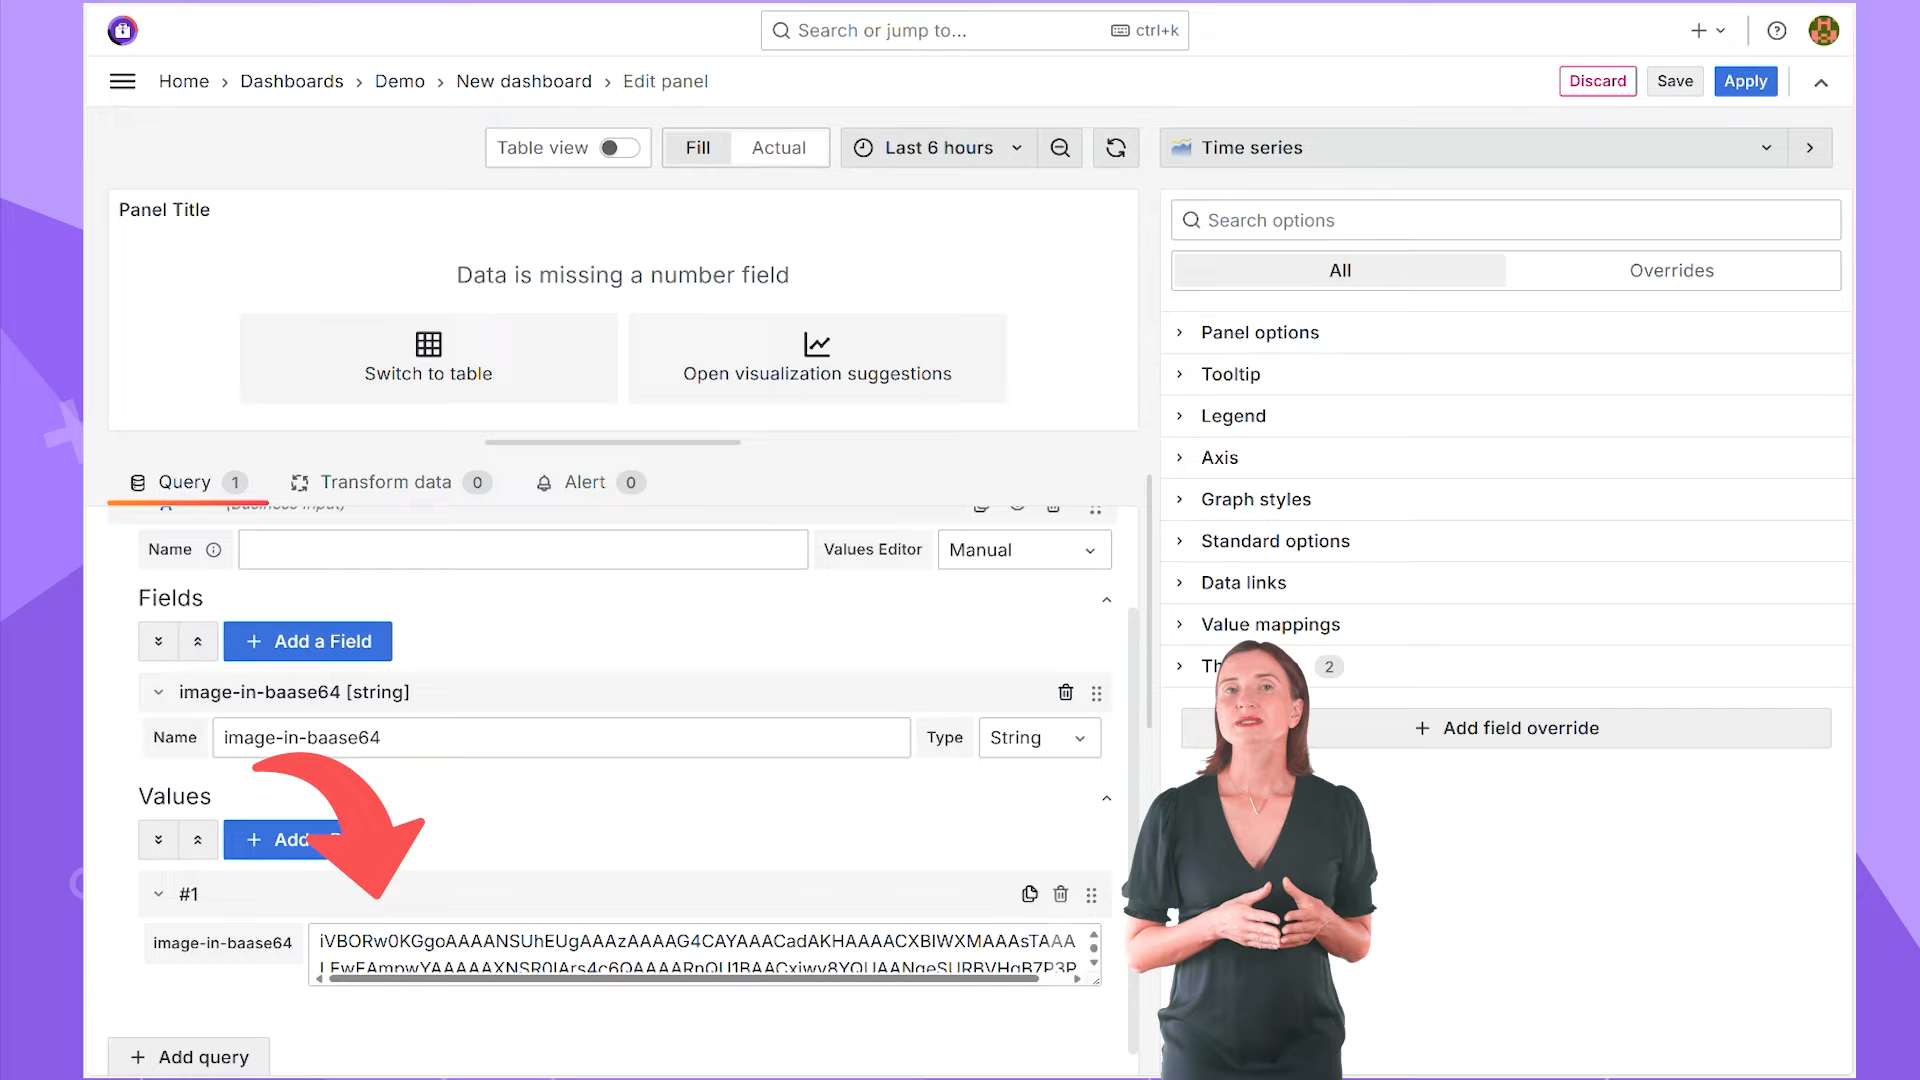 Search or jump to... ctrl+k
Home › Dashboards › Demo › New dashboard › Edit panel
Discard Save Apply
Table view Fill Actual Last 6 hours
Time series
Panel Title
Data is missing a number field
Switch to table
Open visualization suggestions
Search options
All Overrides
Panel options
Tooltip
Legend
Axis
Graph styles
Standard options
Data links
Value mappings
2
+ Add field override
Query 1 Transform data 0 Alert 0
A (Business Input)
Name Values Editor Manual
Fields
+ Add a Field
image-in-baase64 [string]
Name image-in-baase64 Type String
Values
+ Add
#1
image-in-baase64
iVBORw0KGgoAAAANSUhEUgAAAzAAAAG4CAYAAACadAKHAAAACXBIWXMAAAsTAAA
+ Add query